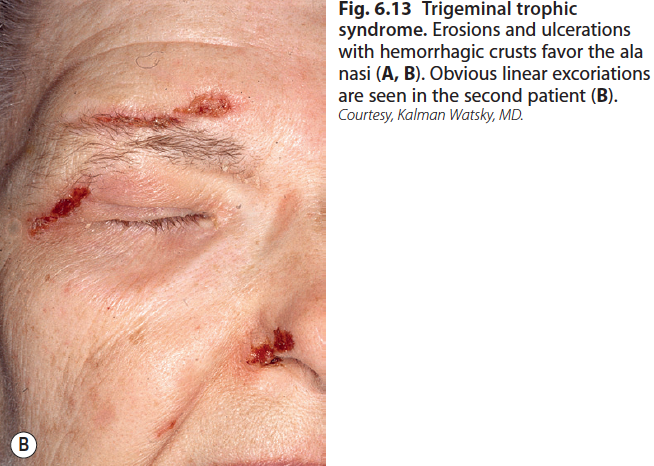 Fig. 6.13 Trigeminal trophic
syndrome. Erosions and ulcerations
with hemorrhagic crusts favor the ala
nasi (A, B). Obvious linear excoriations
are seen in the second patient (B).
Courtesy, Kalman Watsky, MD.
B